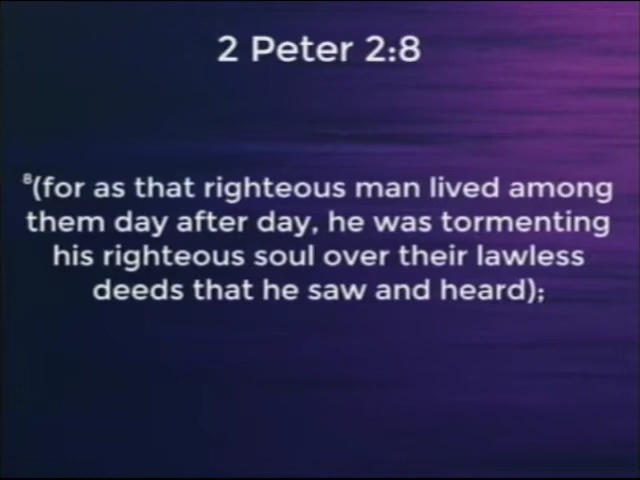 2 Peter 2:8
⁸(for as that righteous man lived among
them day after day, he was tormenting
his righteous soul over their lawless
deeds that he saw and heard);